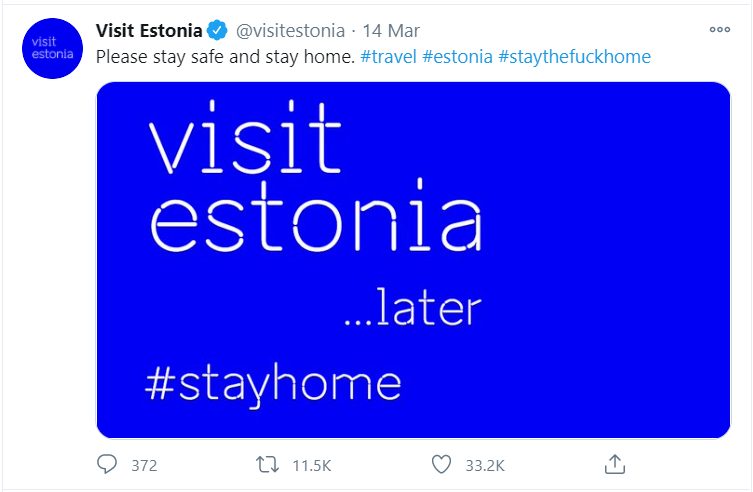 visit
estonia
Visit Estonia @visitestonia · 14 Mar
Please stay safe and stay home. #travel #estonia #staythefuckhome
visit
estonia
...later
#stayhome
372 11.5K 33.2K